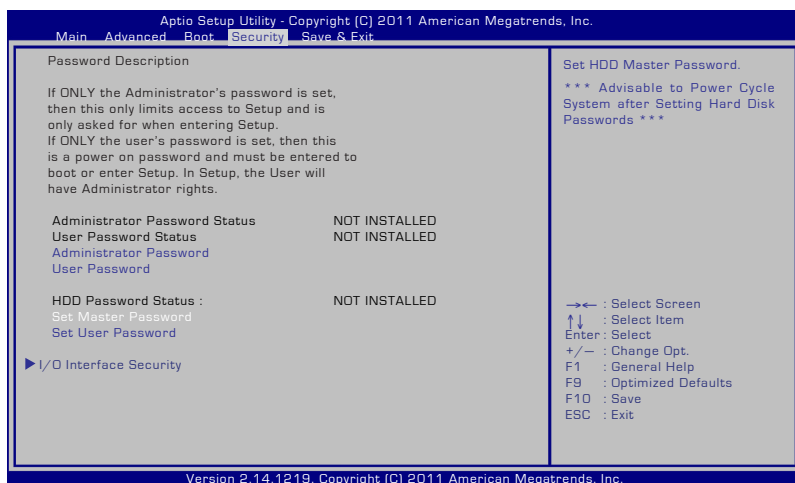 Aptio Setup Utility - Copyright (C) 2011 American Megatrends, Inc.
Main Advanced Boot Security Save & Exit
Password Description
If ONLY the Administrator's password is set,
then this only limits access to Setup and is
only asked for when entering Setup.
If ONLY the user's password is set, then this
is a power on password and must be entered to
boot or enter Setup. In Setup, the User will
have Administrator rights.
Administrator Password Status NOT INSTALLED
User Password Status NOT INSTALLED
Administrator Password
User Password
HDD Password Status : NOT INSTALLED
Set Master Password
Set User Password
I/O Interface Security
Set HDD Master Password.
*** Advisable to Power Cycle
System after Setting Hard Disk
Passwords ***
→← : Select Screen
↑↓ : Select Item
Enter : Select
+/— : Change Opt.
F1 : General Help
F9 : Optimized Defaults
F10 : Save
ESC : Exit
Version 2.14.1219. Copyright (C) 2011 American Megatrends, Inc.